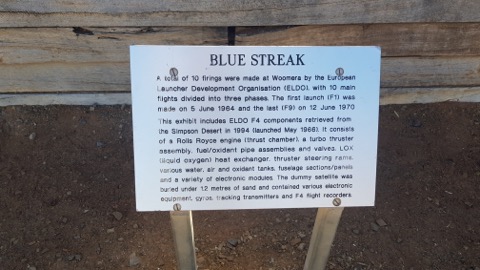 BLUE STREAK
A total of 10 firings were made at Woomera by the European
Launcher Development Organisation (ELDO), with 10 main
flights divided into three phases. The first launch (F1) was
made on 5 June 1964 and the last (F9) on 12 June 1970
This exhibit includes ELDO F4 components retrieved from
the Simpson Desert in 1994 (launched May 1966). It consists
of a Rolls Royce engine (thrust chamber), a turbo thruster
assembly, fuel/oxidant pipe assemblies and valves, LOX
(liquid oxygen) heat exchanger, thruster steering rams,
various water, air and oxidant tanks, fuselage sections/panels
and a variety of electronic modules. The dummy satellite was
buried under 1.2 metres of sand and contained various electronic
equipment, gyros, tracking transmitters and F4 flight recorders.